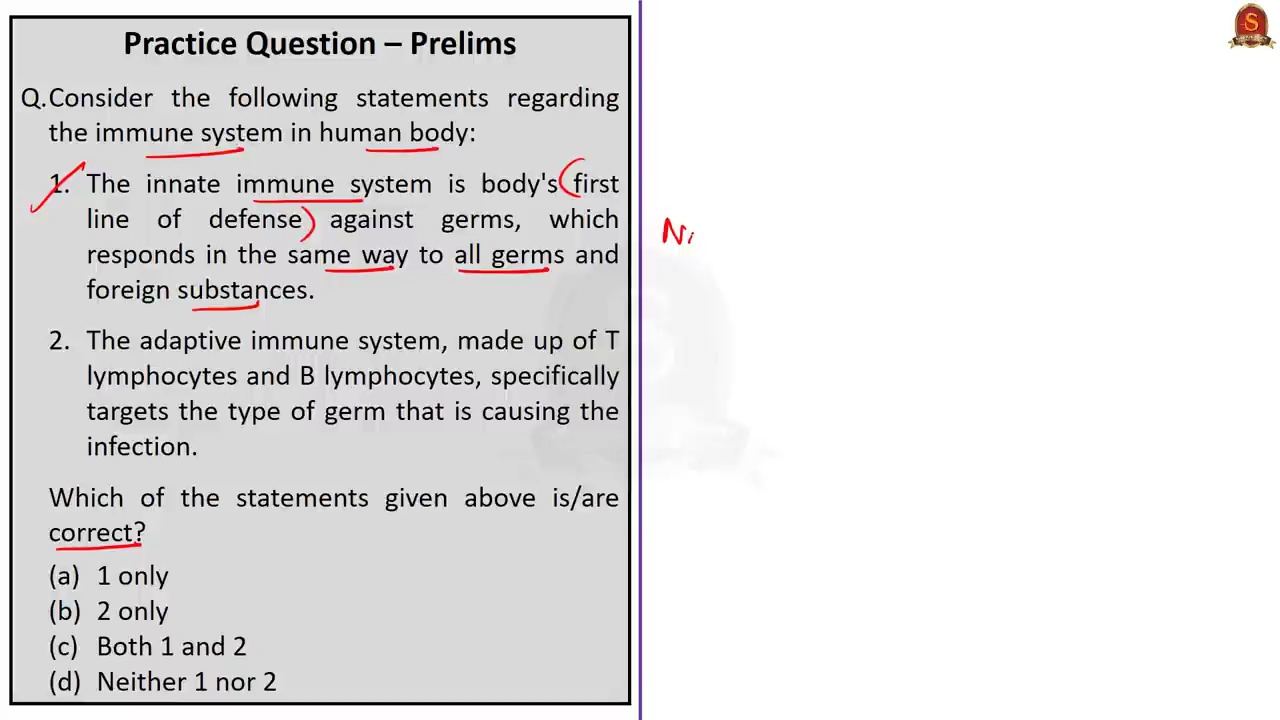 Practice Question – Prelims
Q. Consider the following statements regarding
the immune system in human body:
1. The innate immune system is body's first
line of defense against germs, which
responds in the same way to all germs and
foreign substances.
2. The adaptive immune system, made up of T
lymphocytes and B lymphocytes, specifically
targets the type of germ that is causing the
infection.
Which of the statements given above is/are
correct?
(a) 1 only
(b) 2 only
(c) Both 1 and 2
(d) Neither 1 nor 2
S
Ni